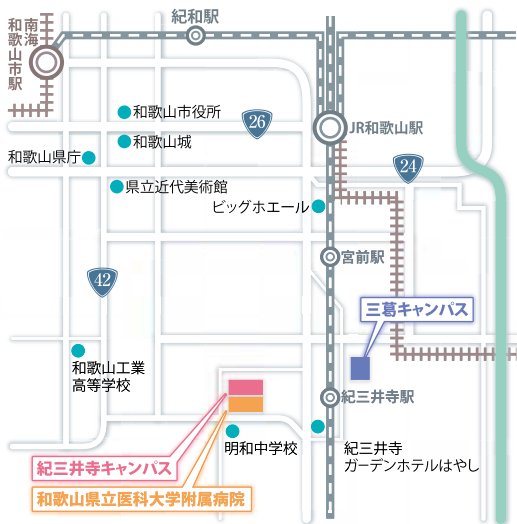 紀和駅
南海
和歌山市駅
和歌山市役所
26
JR和歌山駅
和歌山城
和歌山県庁
24
県立近代美術館
ビッグホエール
宮前駅
42
三葛キャンパス
和歌山工業
高等学校
紀三井寺駅
明和中学校
紀三井寺
ガーデンホテルはやし
紀三井寺キャンパス
和歌山県立医科大学附属病院